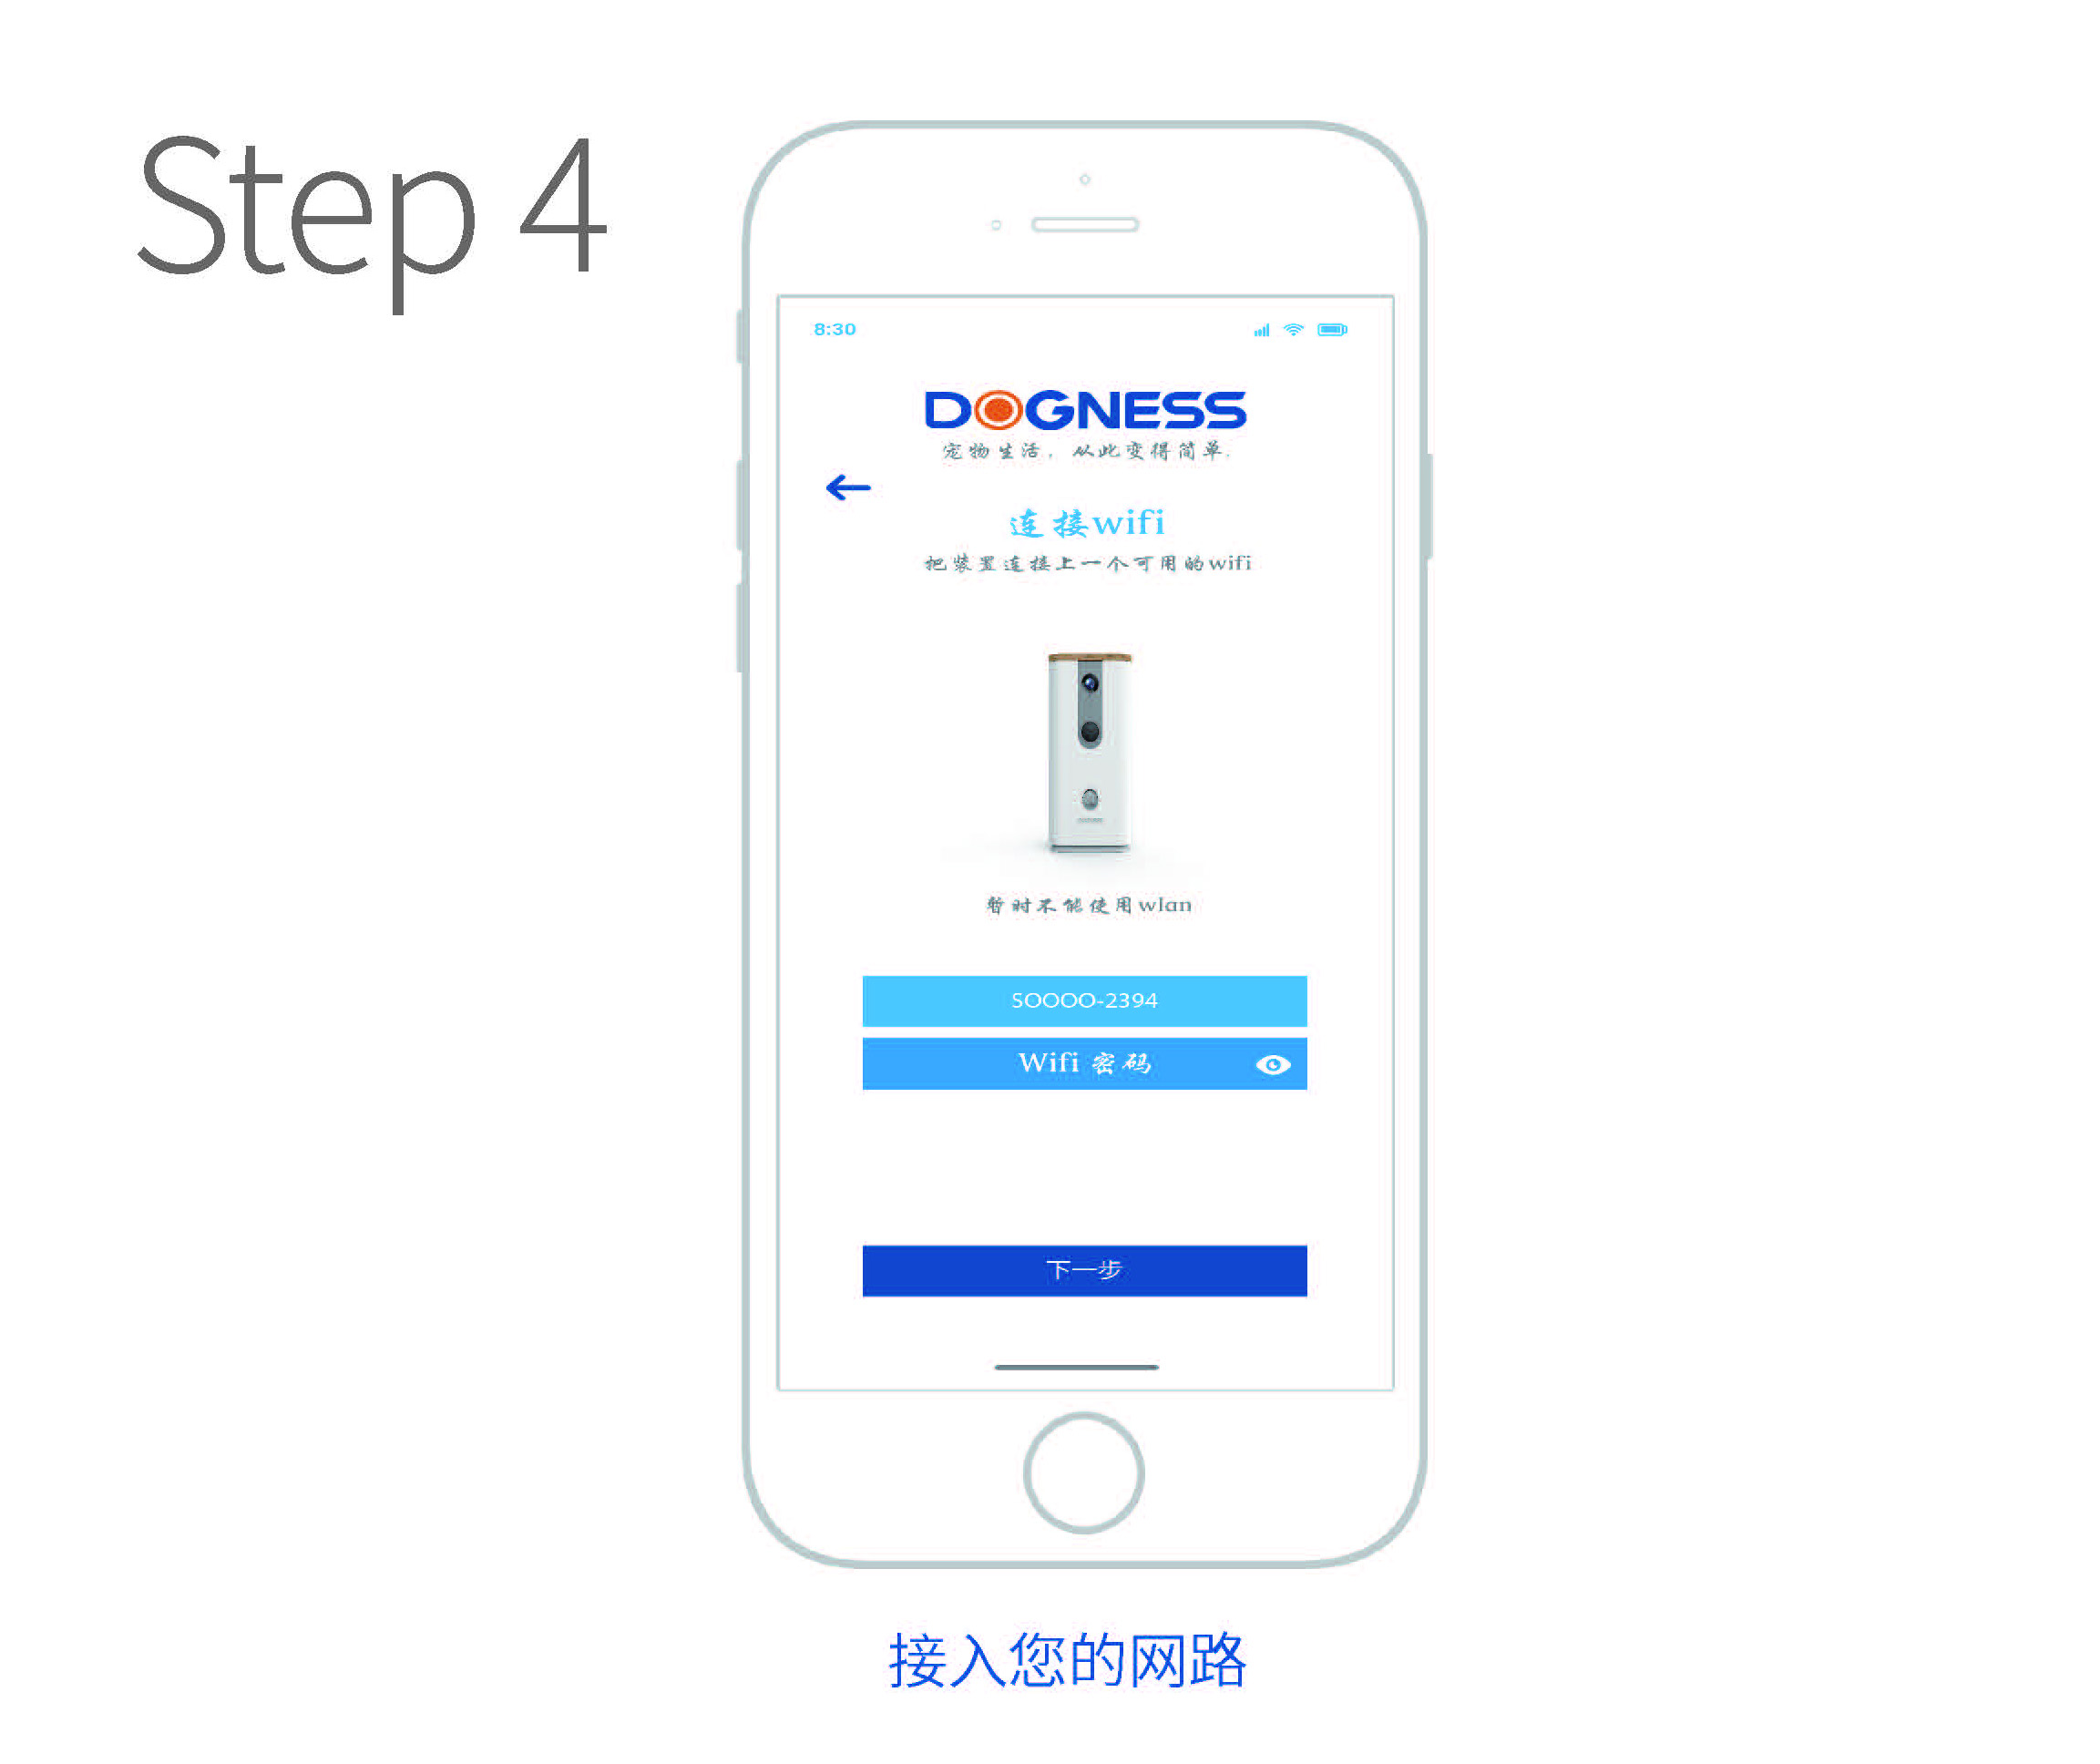 Step 4
8:30
DOGNESS
宠物生活，从此变得简单.
连接wifi
把装置连接上一个可用的wifi
暂时不能使用wlan
SOOOO-2394
Wifi 密码
下一步
接入您的网路